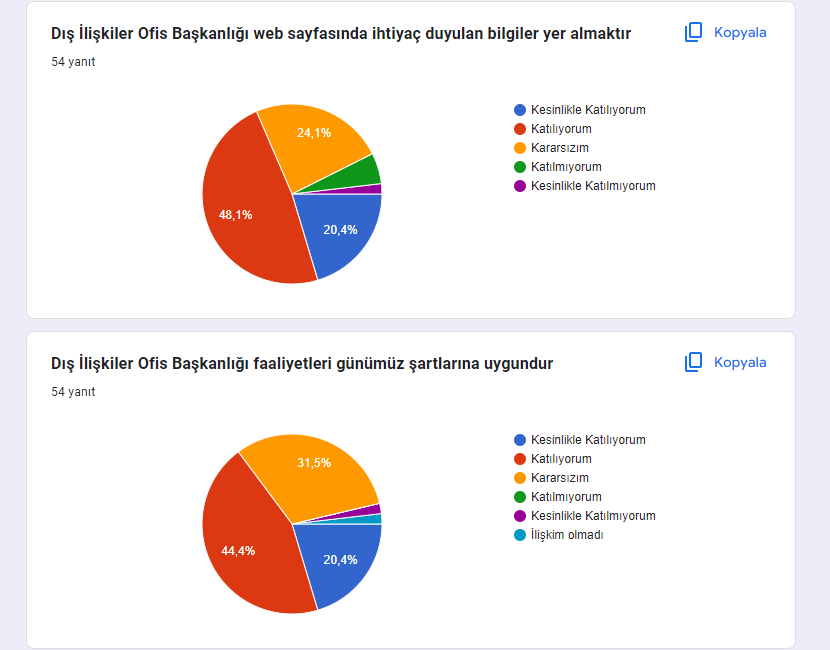 Dış İlişkiler Ofis Başkanlığı web sayfasında ihtiyaç duyulan bilgiler yer almaktır
Kopyala
54 yanıt
24,1%
48,1%
20,4%
Kesinlikle Katılıyorum
Katılıyorum
Kararsızım
Katılmıyorum
Kesinlikle Katılmıyorum
Dış İlişkiler Ofis Başkanlığı faaliyetleri günümüz şartlarına uygundur
Kopyala
54 yanıt
31,5%
44,4%
20,4%
Kesinlikle Katılıyorum
Katılıyorum
Kararsızım
Katılmıyorum
Kesinlikle Katılmıyorum
İlişkim olmadı